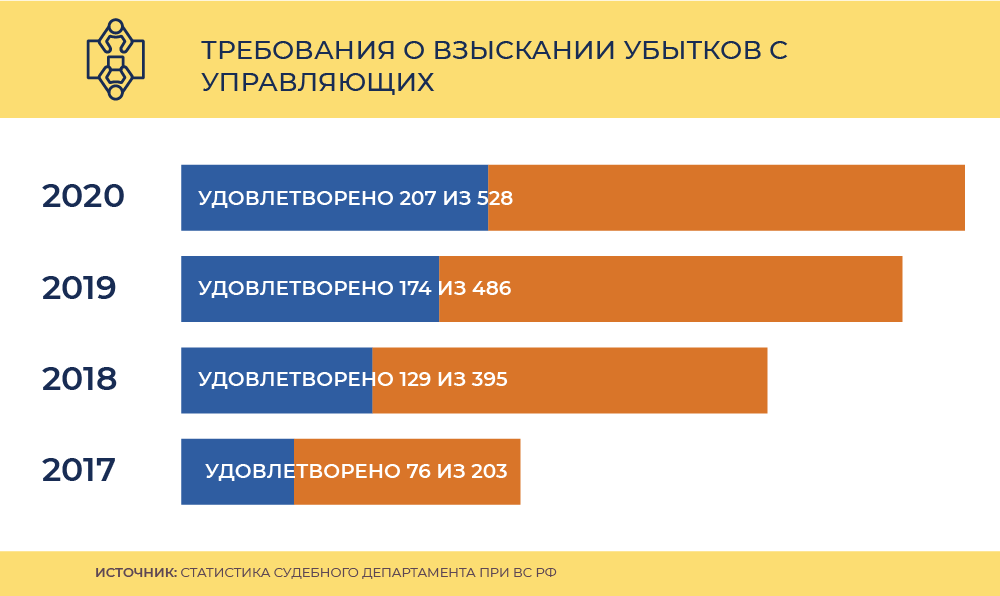 ТРЕБОВАНИЯ О ВЗЫСКАНИИ УБЫТКОВ С
УПРАВЛЯЮЩИХ
2020
УДОВЛЕТВОРЕНО 207 ИЗ 528
2019
УДОВЛЕТВОРЕНО 174 ИЗ 486
2018
УДОВЛЕТВОРЕНО 129 ИЗ 395
2017
УДОВЛЕТВОРЕНО 76 ИЗ 203
ИСТОЧНИК: СТАТИСТИКА СУДЕБНОГО ДЕПАРТАМЕНТА ПРИ ВС РФ